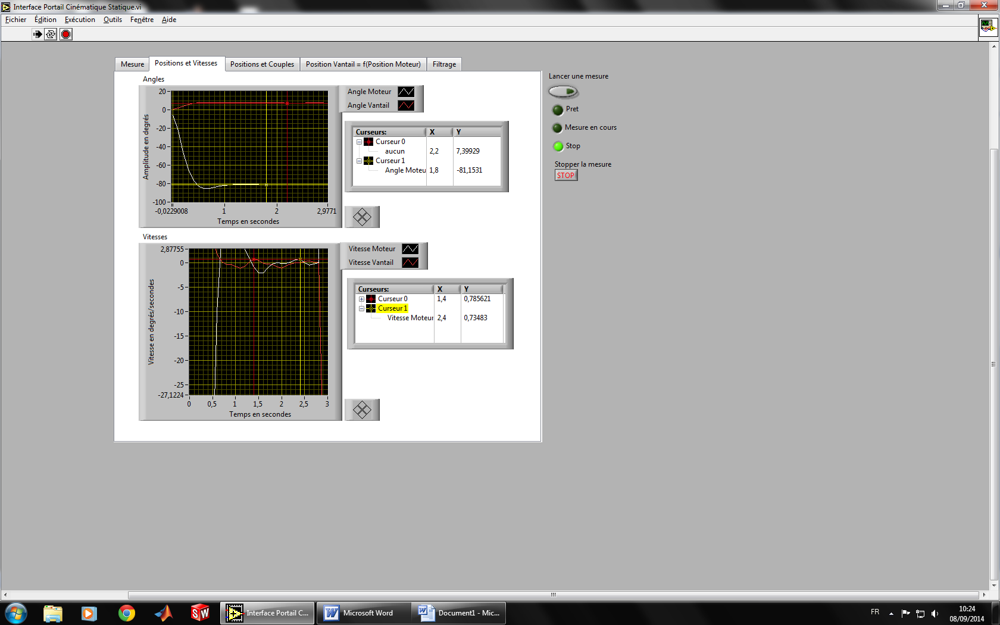 Interface Portail Cinématique Statique.vi
Fichier Édition Exécution Outils Fenêtre Aide
Mesure Positions et Vitesses Positions et Couples Position Vantail = f(Position Moteur) Filtrage
Angles
Amplitude en degrés
20
0
-20
-40
-60
-80
-100
-0,0229008 1 2 2,9771
Temps en secondes
Angle Moteur
Angle Vantail
Curseurs: X Y
Curseur 0
aucun 2,2 7,39929
Curseur 1
Angle Moteu 1,8 -81,1531
Vitesses
Vitesse en degrés/secondes
2,87755
0
-5
-10
-15
-20
-25
-27,1224
0 0,5 1 1,5 2 2,5 3
Temps en secondes
Vitesse Moteur
Vitesse Vantail
Curseurs: X Y
Curseur 0 1,4 0,785621
Curseur 1
Vitesse Moteur 2,4 0,73483
Lancer une mesure
Pret
Mesure en cours
Stop
Stopper la mesure
STOP
Interface Portail C... Microsoft Word Document1 - Mic... FR 10:24
08/09/2014